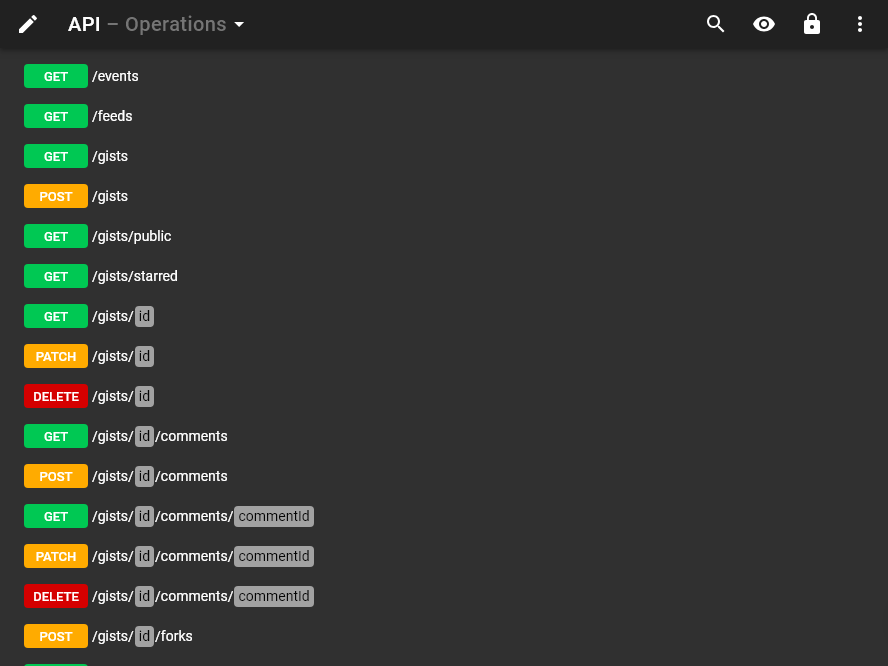 API – Operations
GET /events
GET /feeds
GET /gists
POST /gists
GET /gists/public
GET /gists/starred
GET /gists/id
PATCH /gists/id
DELETE /gists/id
GET /gists/id/comments
POST /gists/id/comments
GET /gists/id/comments/commentId
PATCH /gists/id/comments/commentId
DELETE /gists/id/comments/commentId
POST /gists/id/forks